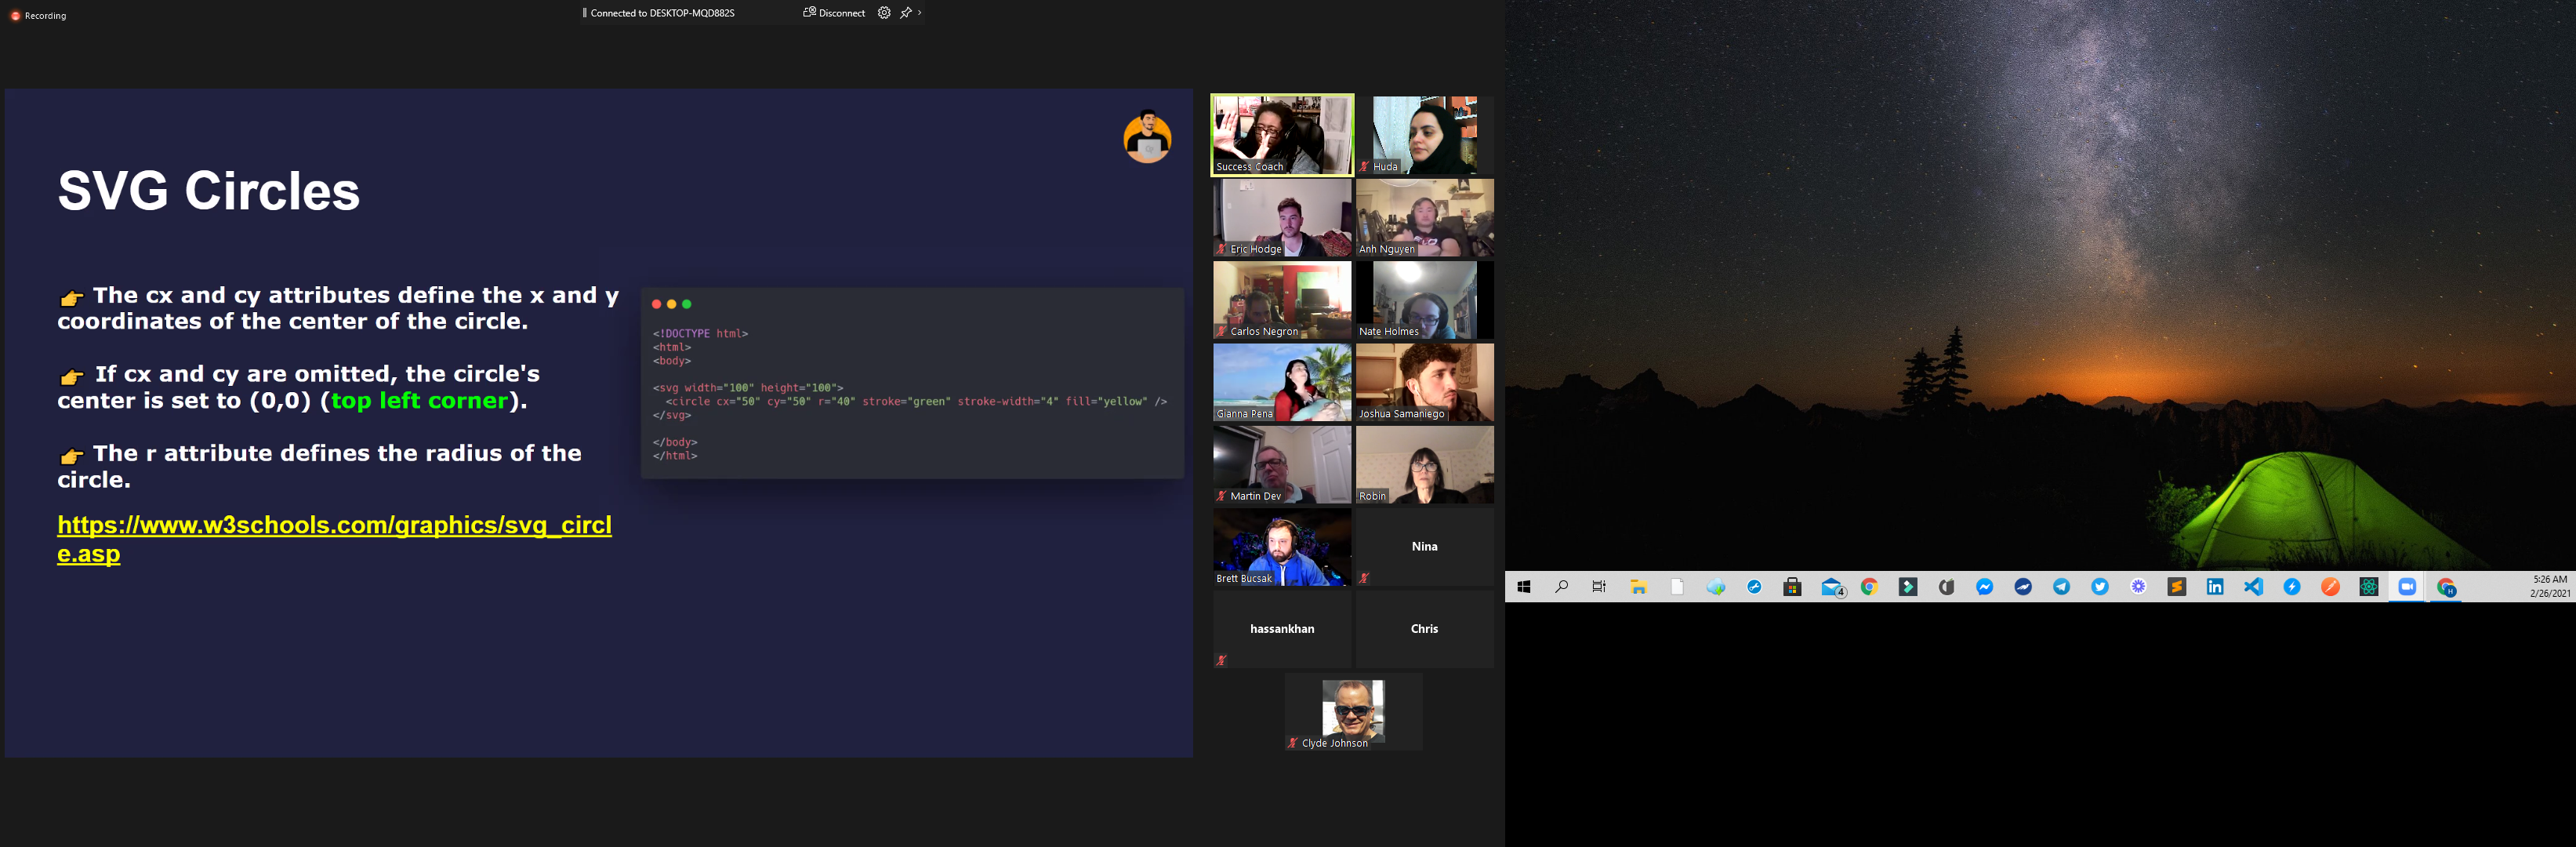 Recording
Connected to DESKTOP-MQD882S
Disconnect
SVG Circles
👉 The cx and cy attributes define the x and y
coordinates of the center of the circle.
👉 If cx and cy are omitted, the circle's
center is set to (0,0) (top left corner).
👉 The r attribute defines the radius of the
circle.
https://www.w3schools.com/graphics/svg_circl
e.asp
<!DOCTYPE html>
<html>
<body>
<svg width="100" height="100">
<circle cx="50" cy="50" r="40" stroke="green" stroke-width="4" fill="yellow" />
</svg>
</body>
</html>
Success Coach
Huda
Eric Hodge
Anh Nguyen
Carlos Negron
Nate Holmes
Gianna Pena
Joshua Samaniego
Martin Dev
Robin
Brett Bucsak
Nina
hassankhan
Chris
Clyde Johnson
4
H
5:26 AM
2/26/2021